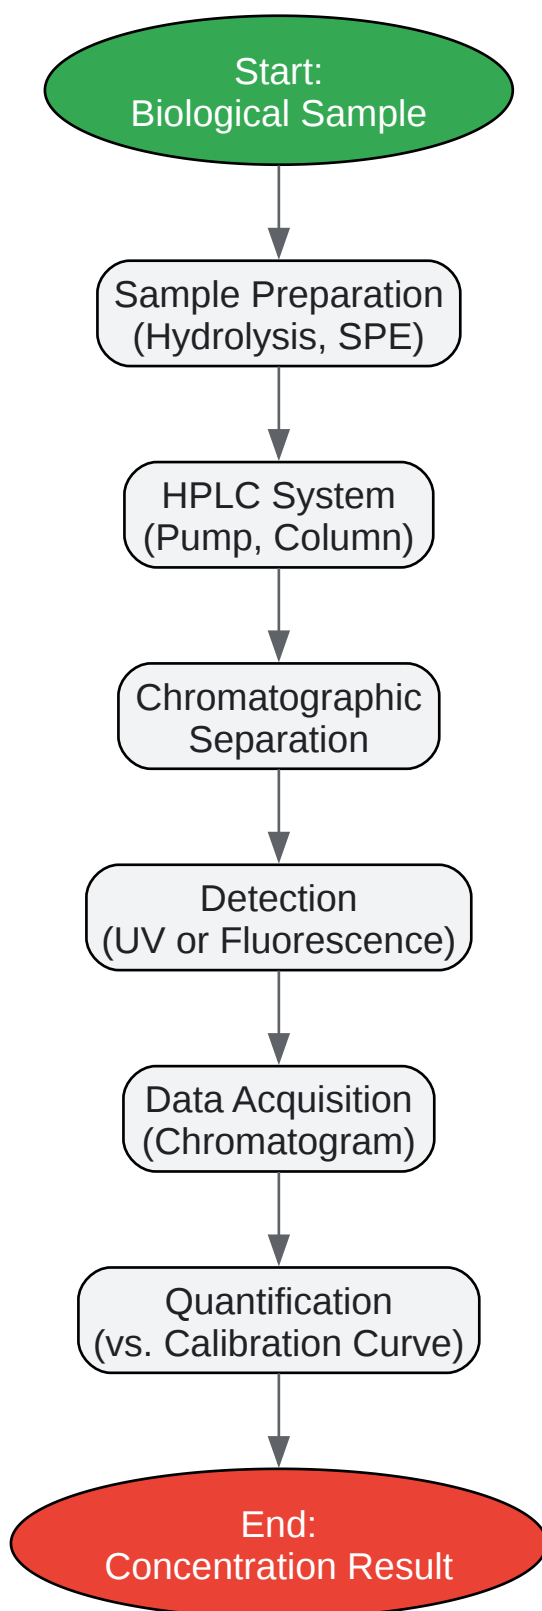 Start:
Biological Sample
Sample Preparation
(Hydrolysis, SPE)
HPLC System
(Pump, Column)
Chromatographic
Separation
Detection
(UV or Fluorescence)
Data Acquisition
(Chromatogram)
Quantification
(vs. Calibration Curve)
End:
Concentration Result